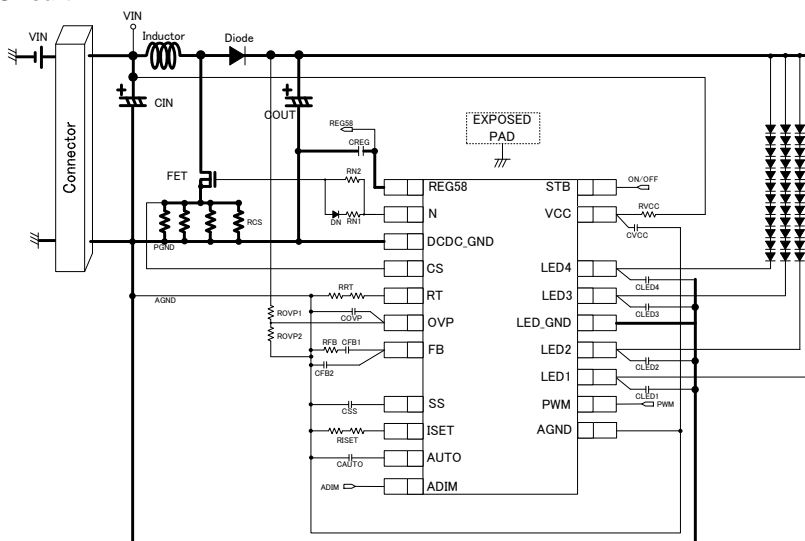 VIN
VIN
Inductor
Diode
CIN
COUT
REG58
CREG
EXPOSED
PAD
Connector
FET
RN2
REG58
STB
ON/OFF
N
VCC
RVCC
DN
RN1
RCS
CVCC
PGND
DCDC_GND
CS
LED4
CLED4
AGND
RRT
RT
LED3
CLED3
ROVP1
COVP
OVP
LED_GND
ROVP2
RFB
CFB1
FB
LED2
CLED2
CFB2
LED1
CLED1
CSS
SS
PWM
PWM
RISET
ISET
AGND
CAUTO
AUTO
ADIM
ADIM